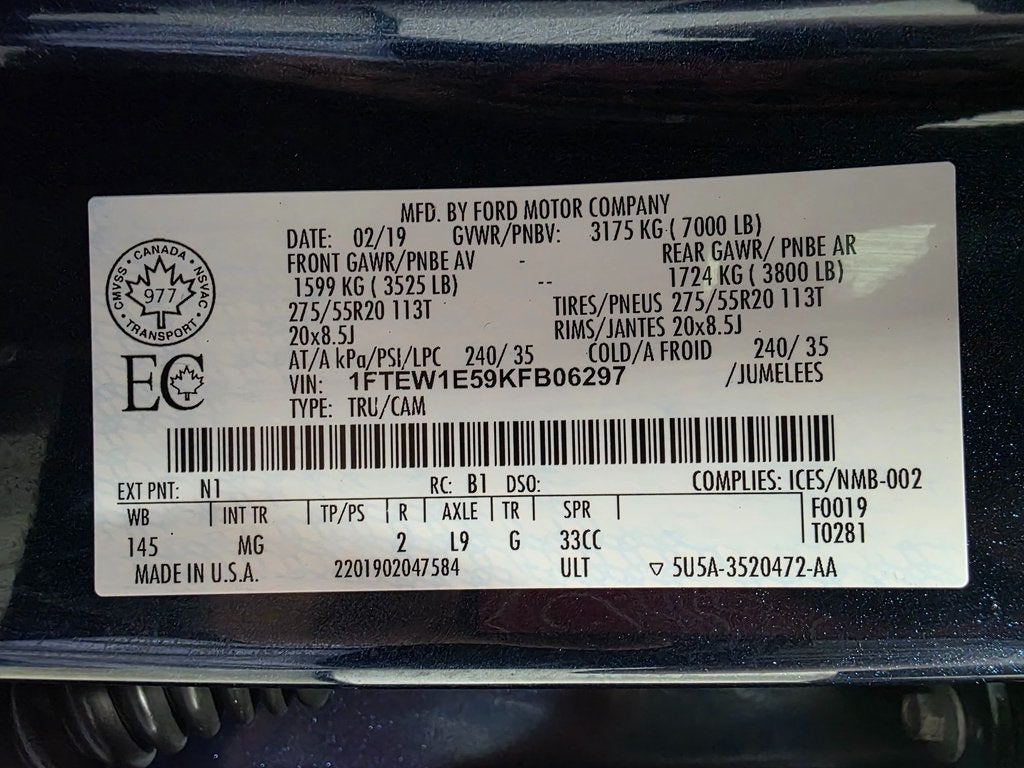 MFD. BY FORD MOTOR COMPANY
DATE: 02/19 GVWR/PNBV: 3175 KG ( 7000 LB)
FRONT GAWR/PNBE AV - REAR GAWR/ PNBE AR
1599 KG ( 3525 LB) -- 1724 KG ( 3800 LB)
275/55R20 113T TIRES/PNEUS 275/55R20 113T
20x8.5J RIMS/JANTES 20x8.5J
AT/A kPa/PSI/LPC 240/ 35 COLD/A FROID 240/ 35
VIN: 1FTEW1E59KFB06297 /JUMELEES
TYPE: TRU/CAM
CMVSS • CANADA • NSVAC
977
• TRANSPORT •
EC
EXT PNT: N1 RC: B1 DSO: COMPLIES: ICES/NMB-002
WB INT TR TP/PS R AXLE TR SPR F0019
145 MG 2 L9 G 33CC T0281
MADE IN U.S.A. 2201902047584 ULT ▽ 5U5A-3520472-AA